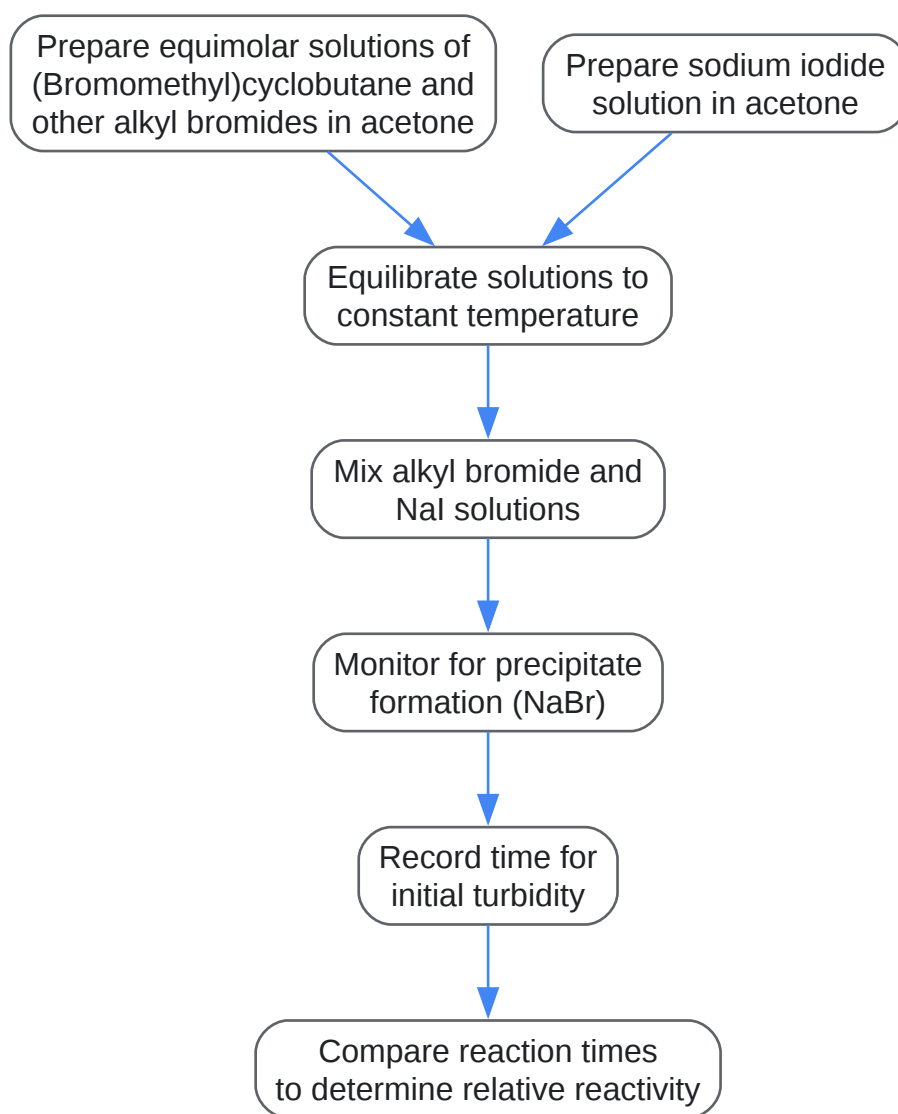 Prepare equimolar solutions of
(Bromomethyl)cyclobutane and
other alkyl bromides in acetone
Prepare sodium iodide
solution in acetone
Equilibrate solutions to
constant temperature
Mix alkyl bromide and
NaI solutions
Monitor for precipitate
formation (NaBr)
Record time for
initial turbidity
Compare reaction times
to determine relative reactivity